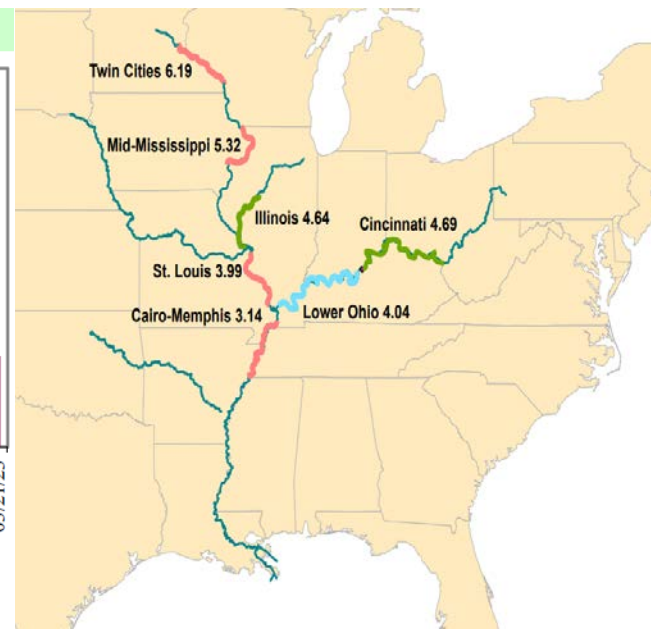 Twin Cities 6.19
Mid-Mississippi 5.32
Illinois 4.64
Cincinnati 4.69
St. Louis 3.99
Cairo-Memphis 3.14
Lower Ohio 4.04